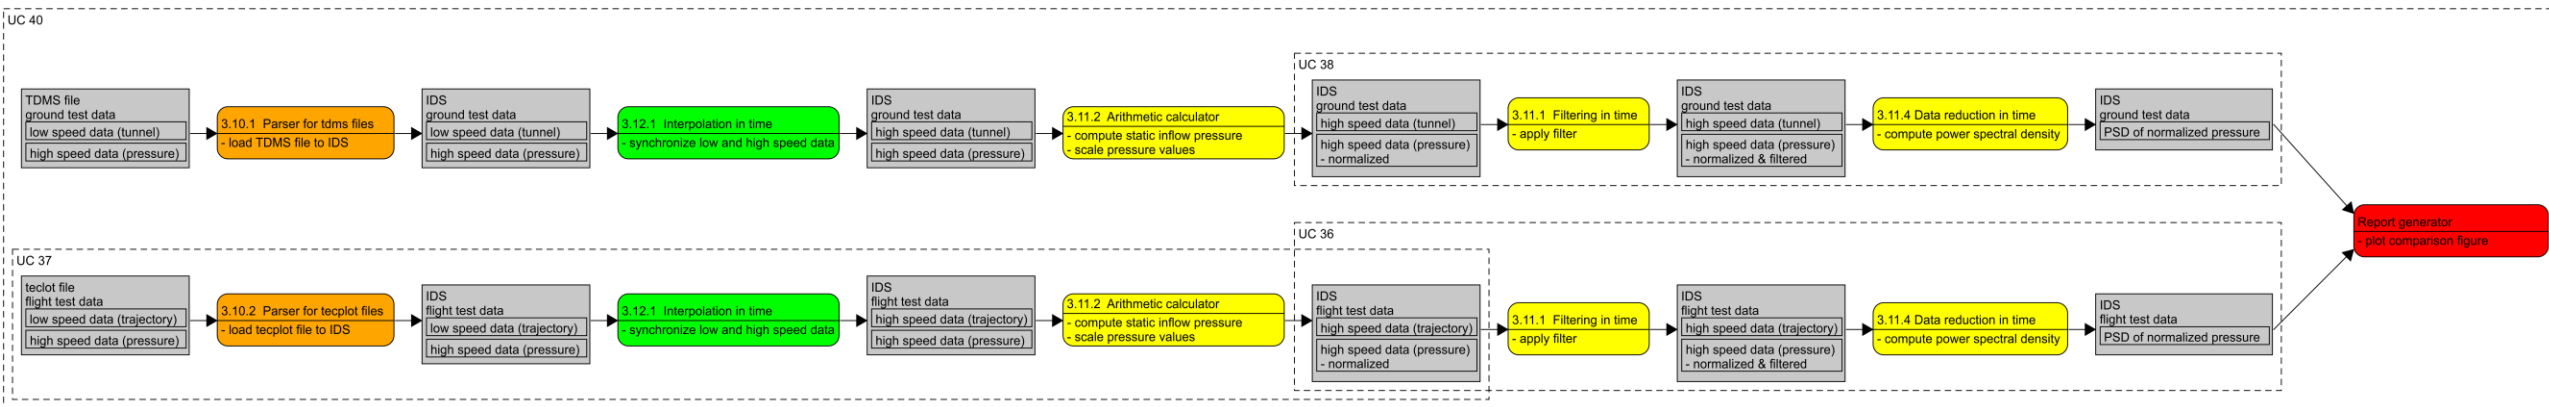 UC 40
TDMS file
ground test data
low speed data (tunnel)
high speed data (pressure)
3.10.1  Parser for tdms files
- load TDMS file to IDS
IDS
ground test data
low speed data (tunnel)
high speed data (pressure)
3.12.1  Interpolation in time
- synchronize low and high speed data
IDS
ground test data
high speed data (tunnel)
high speed data (pressure)
3.11.2  Arithmetic calculator
- compute static inflow pressure
- scale pressure values
UC 38
IDS
ground test data
high speed data (tunnel)
high speed data (pressure)
- normalized
3.11.1  Filtering in time
- apply filter
IDS
ground test data
high speed data (tunnel)
high speed data (pressure)
- normalized & filtered
3.11.4 Data reduction in time
- compute power spectral density
IDS
ground test data
PSD of normalized pressure
Report generator
- plot comparison figure
UC 37
teclot file
flight test data
low speed data (trajectory)
high speed data (pressure)
3.10.2  Parser for tecplot files
- load tecplot file to IDS
IDS
flight test data
low speed data (trajectory)
high speed data (pressure)
3.12.1  Interpolation in time
- synchronize low and high speed data
IDS
flight test data
high speed data (trajectory)
high speed data (pressure)
3.11.2  Arithmetic calculator
- compute static inflow pressure
- scale pressure values
UC 36
IDS
flight test data
high speed data (trajectory)
high speed data (pressure)
- normalized
3.11.1  Filtering in time
- apply filter
IDS
flight test data
high speed data (trajectory)
high speed data (pressure)
- normalized & filtered
3.11.4 Data reduction in time
- compute power spectral density
IDS
flight test data
PSD of normalized pressure